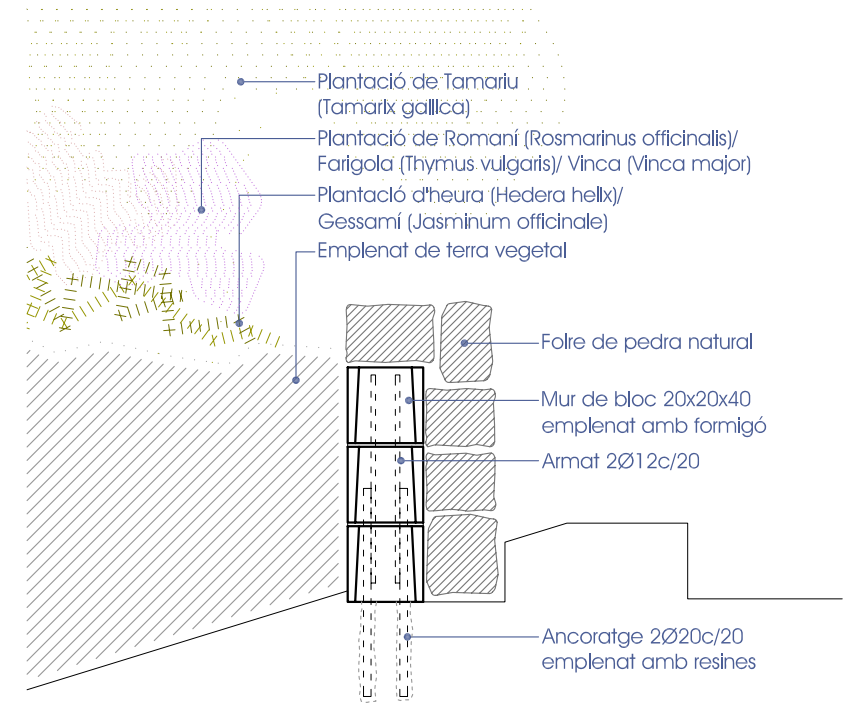 Plantació de Tamariu
(Tamarix gallica)
Plantació de Romaní (Rosmarinus officinalis)/
Farigola (Thymus vulgaris)/ Vinca (Vinca major)
Plantació d'heura (Hedera helix)/
Gessamí (Jasminum officinale)
Emplenat de terra vegetal
Folre de pedra natural
Mur de bloc 20x20x40
emplenat amb formigó
Armat 2Ø12c/20
Ancoratge 2Ø20c/20
emplenat amb resines